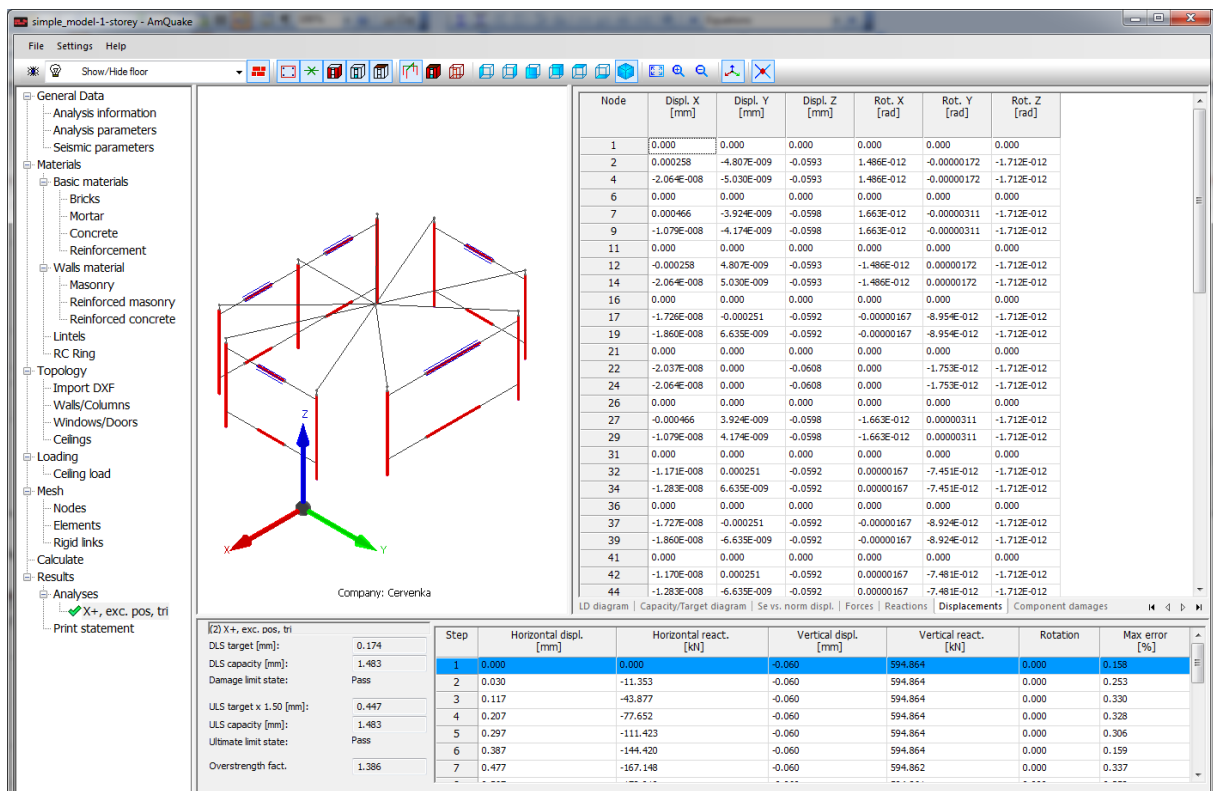 simple_model-1-storey - AmQuake
File Settings Help
Show/Hide floor
General Data
Analysis information
Analysis parameters
Seismic parameters
Materials
Basic materials
Bricks
Mortar
Concrete
Reinforcement
Walls material
Masonry
Reinforced masonry
Reinforced concrete
Lintels
RC Ring
Topology
Import DXF
Walls/Columns
Windows/Doors
Ceilings
Loading
Ceiling load
Mesh
Nodes
Elements
Rigid links
Calculate
Results
Analyses
X+, exc. pos, tri
Print statement
Z
X
Y
Company: Cervenka
Node Displ. X [mm] Displ. Y [mm] Displ. Z [mm] Rot. X [rad] Rot. Y [rad] Rot. Z [rad]
1 0.000 0.000 0.000 0.000 0.000 0.000
2 0.000258 -4.807E-009 -0.0593 1.486E-012 -0.00000172 -1.712E-012
4 -2.064E-008 -5.030E-009 -0.0593 1.486E-012 -0.00000172 -1.712E-012
6 0.000 0.000 0.000 0.000 0.000 0.000
7 0.000466 -3.924E-009 -0.0598 1.663E-012 -0.00000311 -1.712E-012
9 -1.079E-008 -4.174E-009 -0.0598 1.663E-012 -0.00000311 -1.712E-012
11 0.000 0.000 0.000 0.000 0.000 0.000
12 -0.000258 4.807E-009 -0.0593 -1.486E-012 0.00000172 -1.712E-012
14 -2.064E-008 5.030E-009 -0.0593 -1.486E-012 0.00000172 -1.712E-012
16 0.000 0.000 0.000 0.000 0.000 0.000
17 -1.726E-008 -0.000251 -0.0592 -0.00000167 -8.954E-012 -1.712E-012
19 -1.860E-008 6.635E-009 -0.0592 -0.00000167 -8.954E-012 -1.712E-012
21 0.000 0.000 0.000 0.000 0.000 0.000
22 -2.037E-008 0.000 -0.0608 0.000 -1.753E-012 -1.712E-012
24 -2.064E-008 0.000 -0.0608 0.000 -1.753E-012 -1.712E-012
26 0.000 0.000 0.000 0.000 0.000 0.000
27 -0.000466 3.924E-009 -0.0598 -1.663E-012 0.00000311 -1.712E-012
29 -1.079E-008 4.174E-009 -0.0598 -1.663E-012 0.00000311 -1.712E-012
31 0.000 0.000 0.000 0.000 0.000 0.000
32 -1.171E-008 0.000251 -0.0592 0.00000167 -7.451E-012 -1.712E-012
34 -1.283E-008 6.635E-009 -0.0592 0.00000167 -7.451E-012 -1.712E-012
36 0.000 0.000 0.000 0.000 0.000 0.000
37 -1.727E-008 -0.000251 -0.0592 -0.00000167 -8.924E-012 -1.712E-012
39 -1.860E-008 -6.635E-009 -0.0592 -0.00000167 -8.924E-012 -1.712E-012
41 0.000 0.000 0.000 0.000 0.000 0.000
42 -1.170E-008 0.000251 -0.0592 0.00000167 -7.481E-012 -1.712E-012
44 -1.283E-008 -6.635E-009 -0.0592 0.00000167 -7.481E-012 -1.712E-012
LD diagram Capacity/Target diagram Se vs. norm displ. Forces Reactions Displacements Component damages
(2) X+, exc. pos, tri
DLS target [mm]: 0.174
DLS capacity [mm]: 1.483
Damage limit state: Pass
ULS target x 1.50 [mm]: 0.447
ULS capacity [mm]: 1.483
Ultimate limit state: Pass
Overstrength fact. 1.386
Step Horizontal displ. [mm] Horizontal react. [kN] Vertical displ. [mm] Vertical react. [kN] Rotation Max error [%]
1 0.000 0.000 -0.060 594.864 0.000 0.158
2 0.030 -11.353 -0.060 594.864 0.000 0.253
3 0.117 -43.877 -0.060 594.864 0.000 0.330
4 0.207 -77.652 -0.060 594.864 0.000 0.328
5 0.297 -111.423 -0.060 594.864 0.000 0.306
6 0.387 -144.420 -0.060 594.864 0.000 0.159
7 0.477 -167.148 -0.060 594.862 0.000 0.337